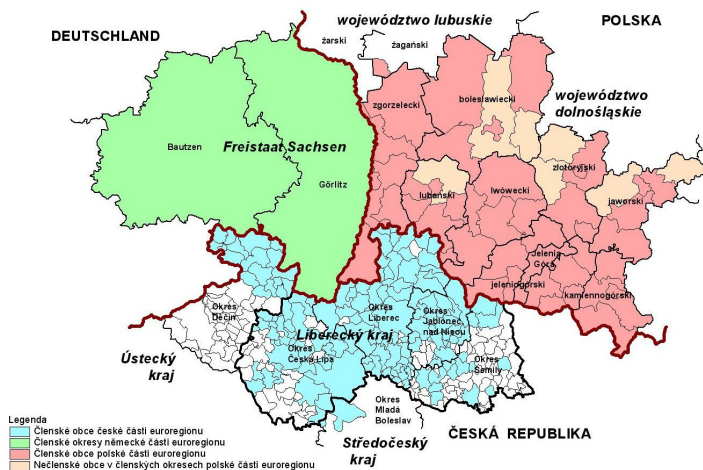 DEUTSCHLAND
województwo lubuskie
POLSKA
żarski
żagański
zgorzelecki
bolesławiecki
województwo
dolnośląskie
Bautzen
Freistaat Sachsen
Görlitz
lubański
lwówecki
złotoryjski
jaworski
Jelenia
Góra
jeleniogórski
kamiennogórski
Okres
Děčín
Okres
Liberec
Okres
Jablonec
nad Nisou
Liberecký kraj
Okres
Česká Lípa
Okres
Semily
Ústecký
kraj
Okres
Mladá
Boleslav
Středočeský
kraj
ČESKÁ REPUBLIKA
Legenda
Členské obce české části euroregionu
Členské okresy německé části euroregionu
Členské obce polské části euroregionu
Nečlenské obce v členských okresech polské části euroregionu